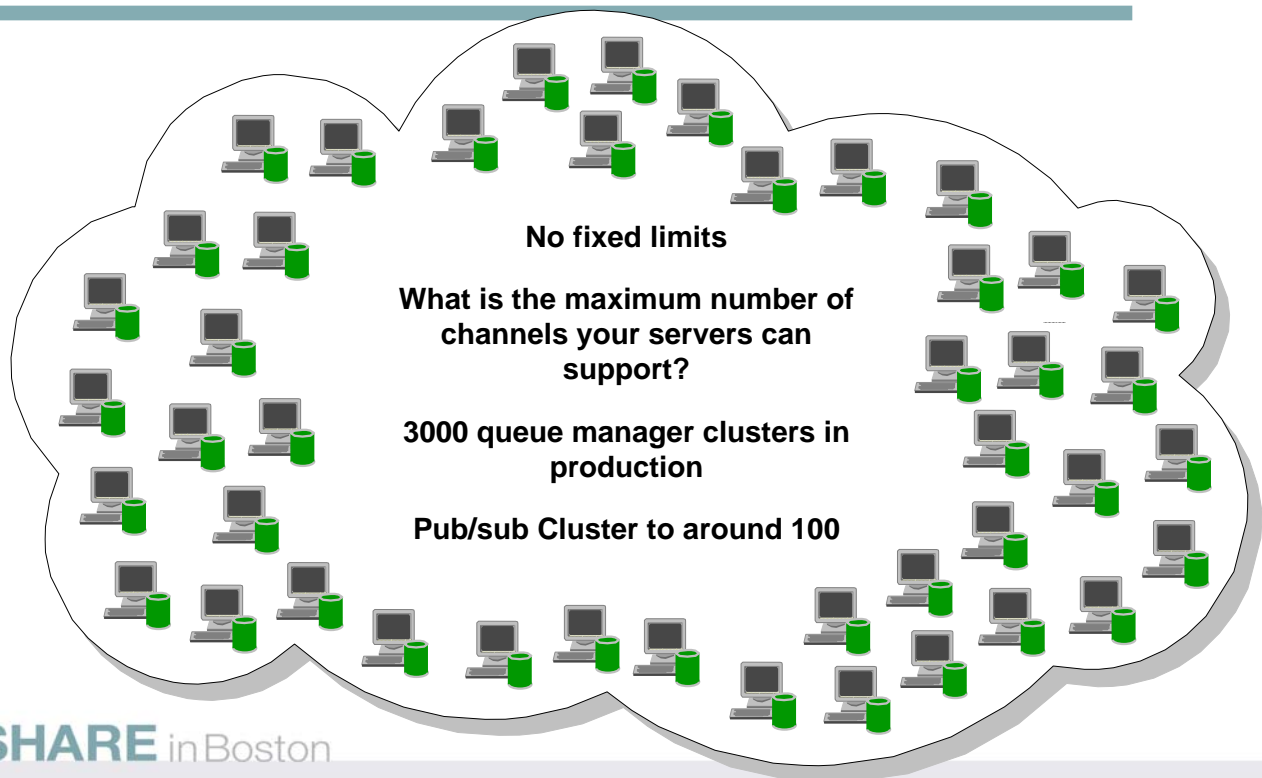 No fixed limits
What is the maximum number of
channels your servers can
support?
3000 queue manager clusters in
production
Pub/sub Cluster to around 100
SHARE in Boston